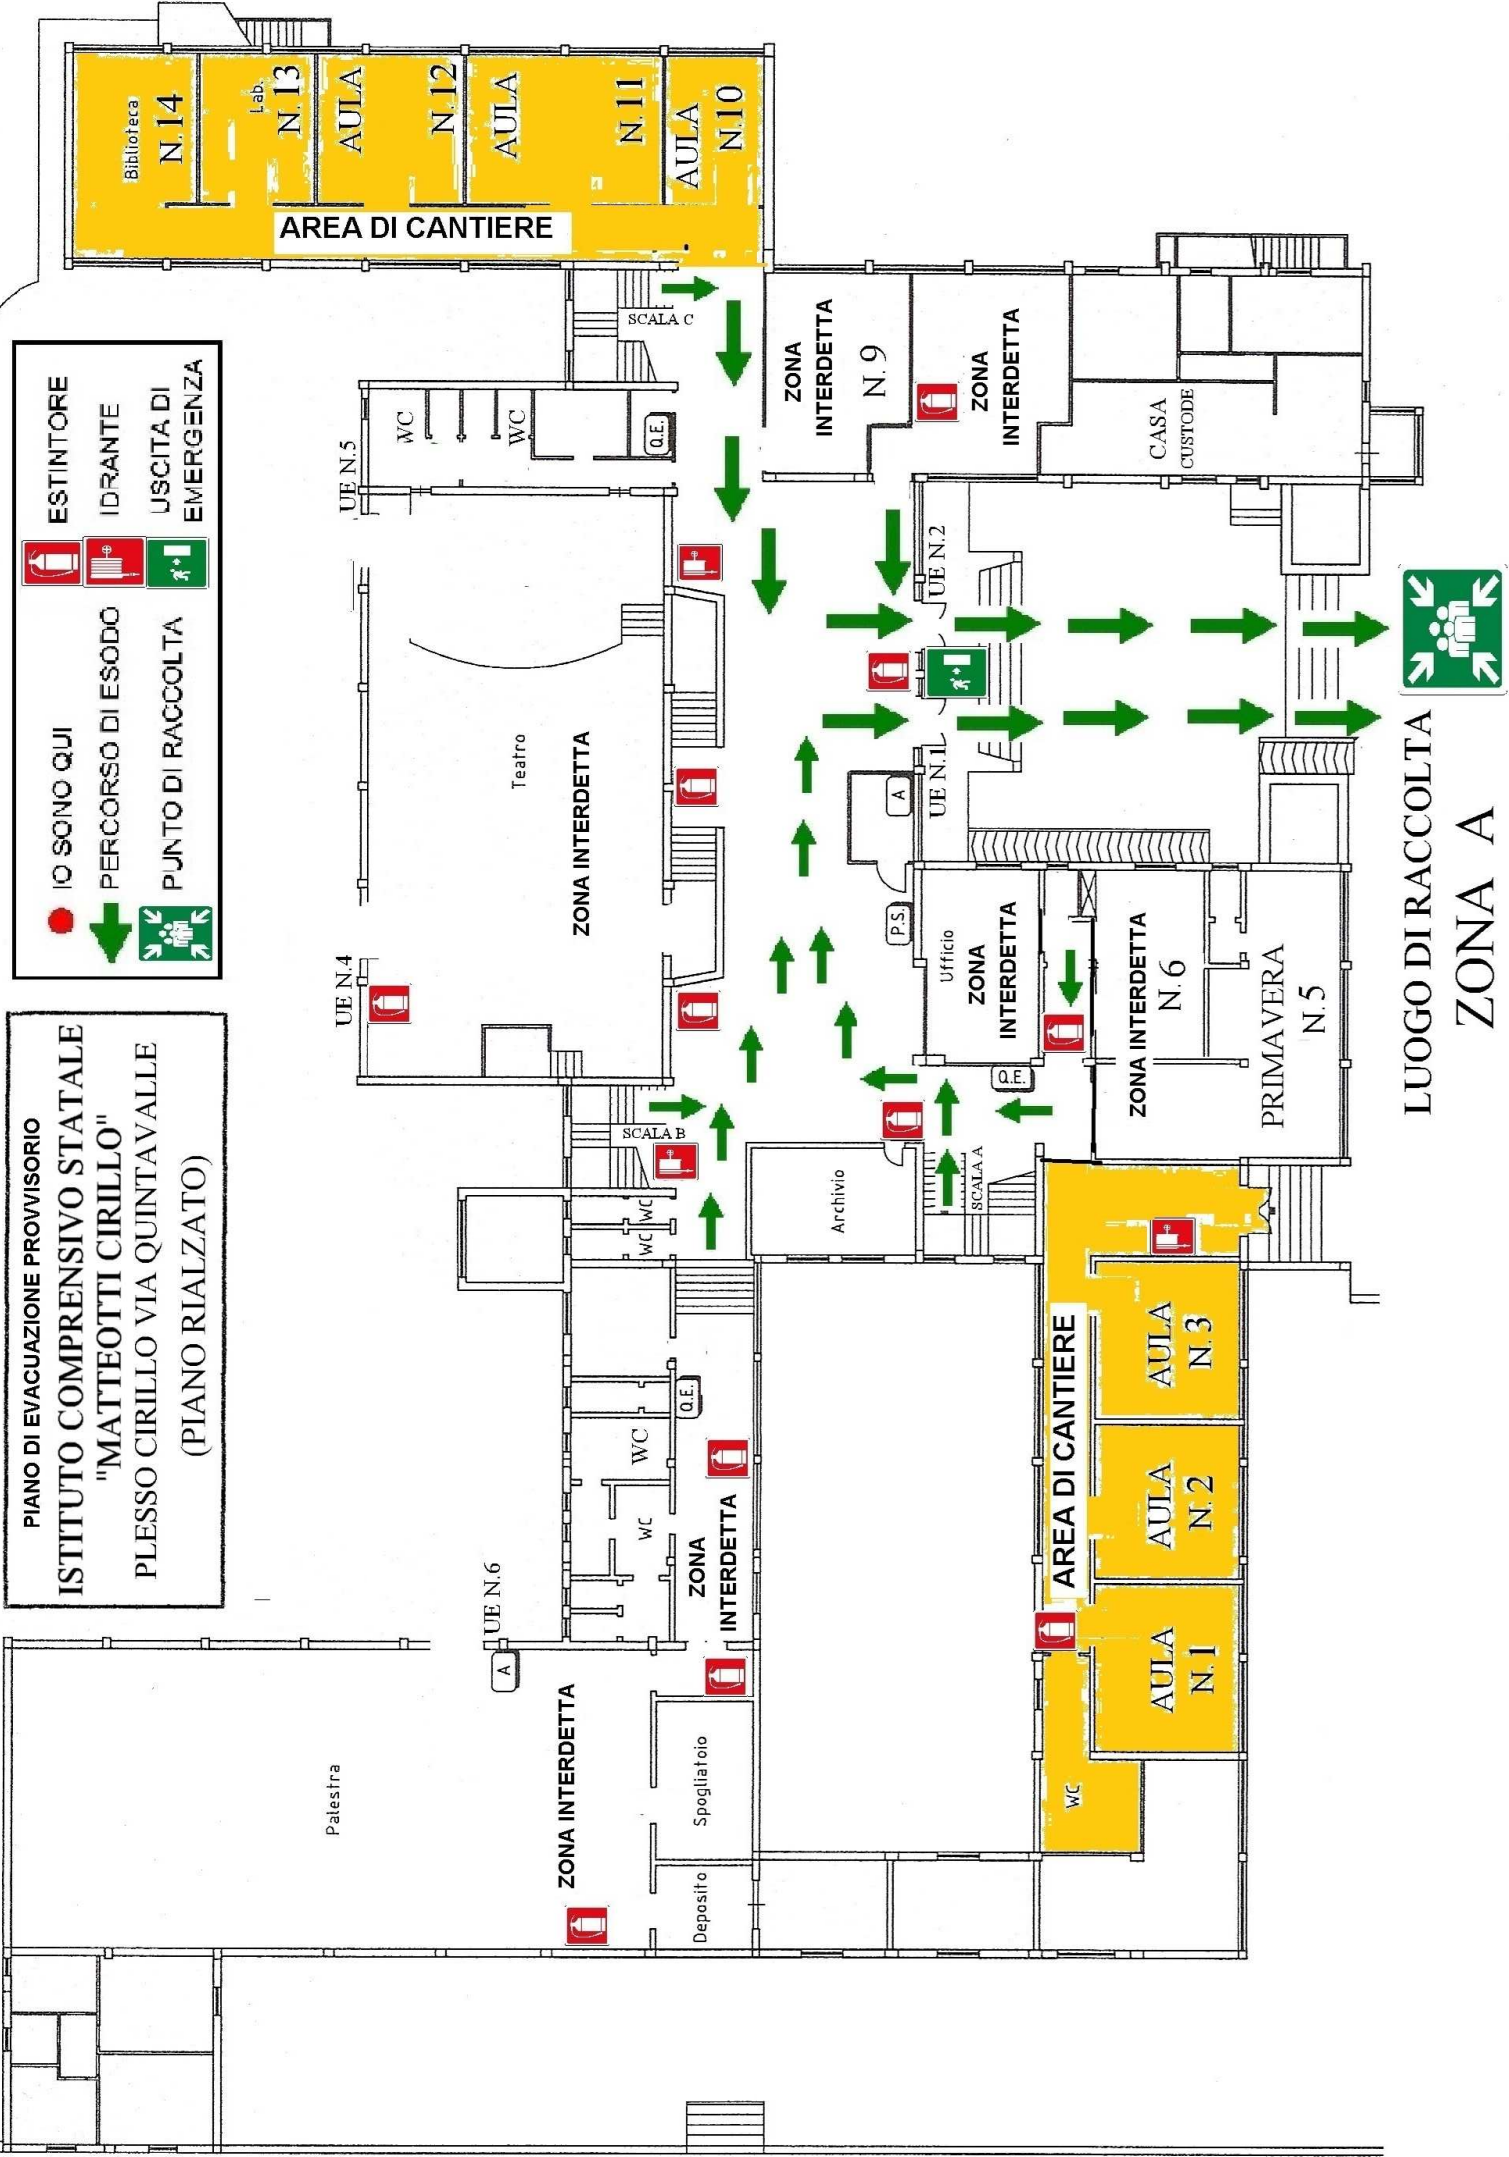 PIANO DI EVACUAZIONE PROVVISORIO
ISTITUTO COMPRENSIVO STATALE
"MATTEOTTI CIRILLO"
PLESSO CIRILLO VIA QUINTAVALLE
(PIANO RIALZATO)
IO SONO QUI
PERCORSO DI ESODO
PUNTO DI RACCOLTA
ESTINTORE
IDRANTE
USCITA DI
EMERGENZA
Biblioteca
N.14
Lab.
N.13
AULA
N.12
AULA
N.11
AULA
N.10
AREA DI CANTIERE
SCALA C
ZONA
INTERDETTA
N. 9
ZONA
INTERDETTA
CASA
CUSTODE
UE N.5
WC
WC
Q.E.
Teatro
ZONA INTERDETTA
UE N.4
UE N.2
UE N.1
A
P.S.
Ufficio
ZONA
INTERDETTA
Q.E.
ZONA INTERDETTA
N. 6
PRIMAVERA
N. 5
LUOGO DI RACCOLTA
ZONA A
SCALA B
WC
WC
Archivio
SCALA A
Q.E.
WC
WC
ZONA
INTERDETTA
UE N.6
A
Palestra
ZONA INTERDETTA
Spogliatoio
Deposito
AREA DI CANTIERE
AULA
N. 3
AULA
N. 2
AULA
N. 1
WC